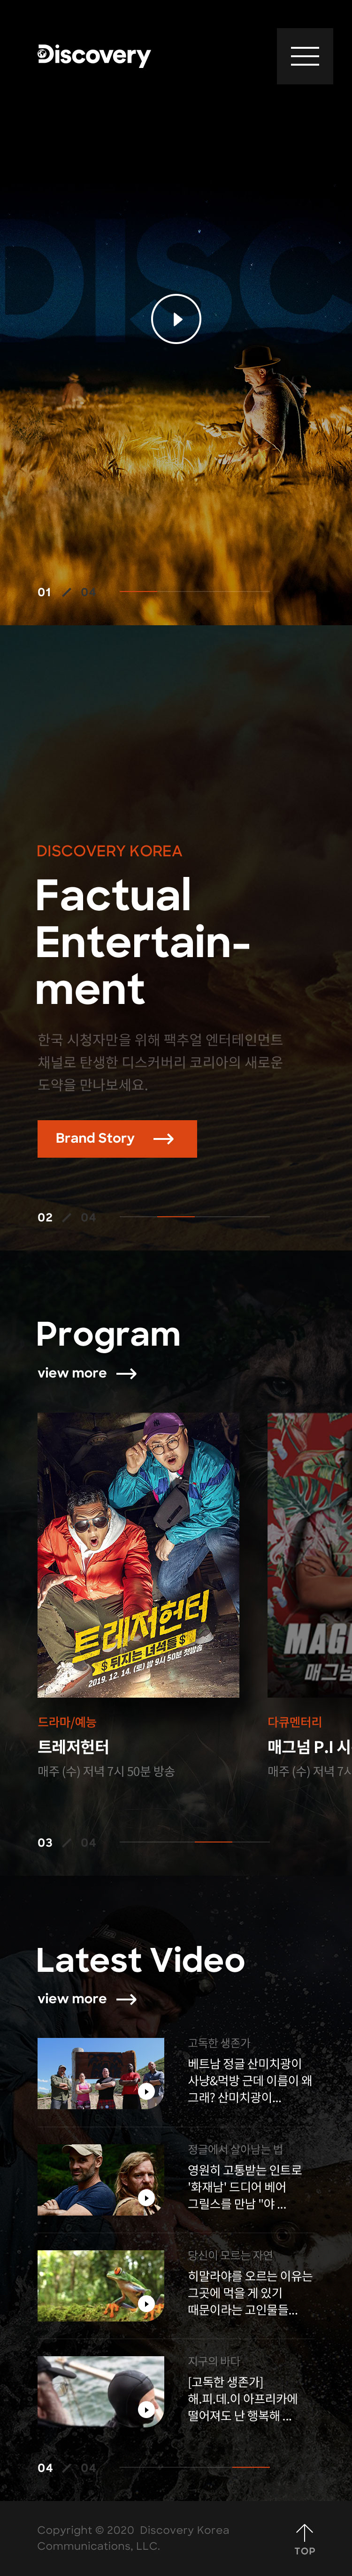 Discovery
DISC
01 / 04
DISCOVERY KOREA
Factual
Entertain-
ment
한국 시청자만을 위해 팩추얼 엔터테인먼트
채널로 탄생한 디스커버리 코리아의 새로운
도약을 만나보세요.
Brand Story
02 / 04
Program
view more
트레저헌터
$ 뒤지는 녀석들 $
2019. 12. 14. (토) 밤 9시 50분 첫방송
MAG
매그넘
드라마/예능
트레저헌터
매주 (수) 저녁 7시 50분 방송
다큐멘터리
매그넘 P.I 시
매주 (수) 저녁 7시
03 / 04
Latest Video
view more
고독한 생존가
베트남 정글 산미치광이
사냥&먹방 근데 이름이 왜
그래? 산미치광이...
정글에서 살아남는 법
영원히 고통받는 인트로
'화재남' 드디어 베어
그릴스를 만남 "야 ...
당신이 모르는 자연
히말라야를 오르는 이유는
그곳에 먹을 게 있기
때문이라는 고인물들...
지구의 바다
[고독한 생존가]
해.피.데.이 아프리카에
떨어져도 난 행복해 ...
04 / 04
Copyright © 2020 Discovery Korea
Communications, LLC.
TOP